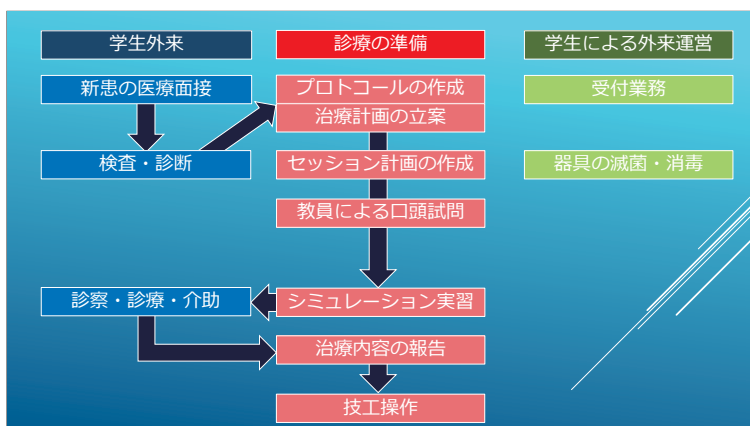 学生外来
診療の準備
学生による外来運営
新患の医療面接
プロトコールの作成
受付業務
治療計画の立案
検査・診断
セッション計画の作成
器具の滅菌・消毒
教員による口頭試問
診察・診療・介助
シミュレーション実習
治療内容の報告
技工操作